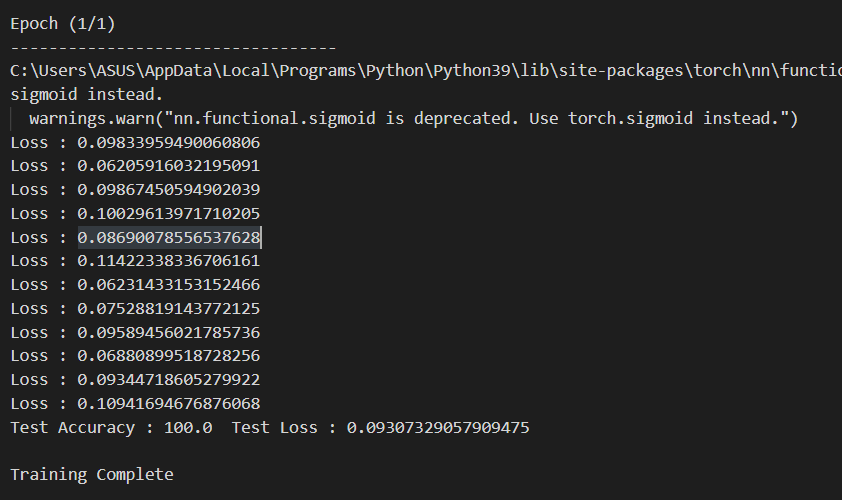 Epoch (1/1)
----------------------------------
C:\Users\ASUS\AppData\Local\Programs\Python\Python39\lib\site-packages\torch\nn\functio
sigmoid instead.
  warnings.warn("nn.functional.sigmoid is deprecated. Use torch.sigmoid instead.")
Loss : 0.09833959490060806
Loss : 0.06205916032195091
Loss : 0.09867450594902039
Loss : 0.10029613971710205
Loss : 0.08690078556537628
Loss : 0.11422338336706161
Loss : 0.06231433153152466
Loss : 0.07528819143772125
Loss : 0.09589456021785736
Loss : 0.06880899518728256
Loss : 0.09344718605279922
Loss : 0.10941694676876068
Test Accuracy : 100.0  Test Loss : 0.09307329057909475
Training Complete